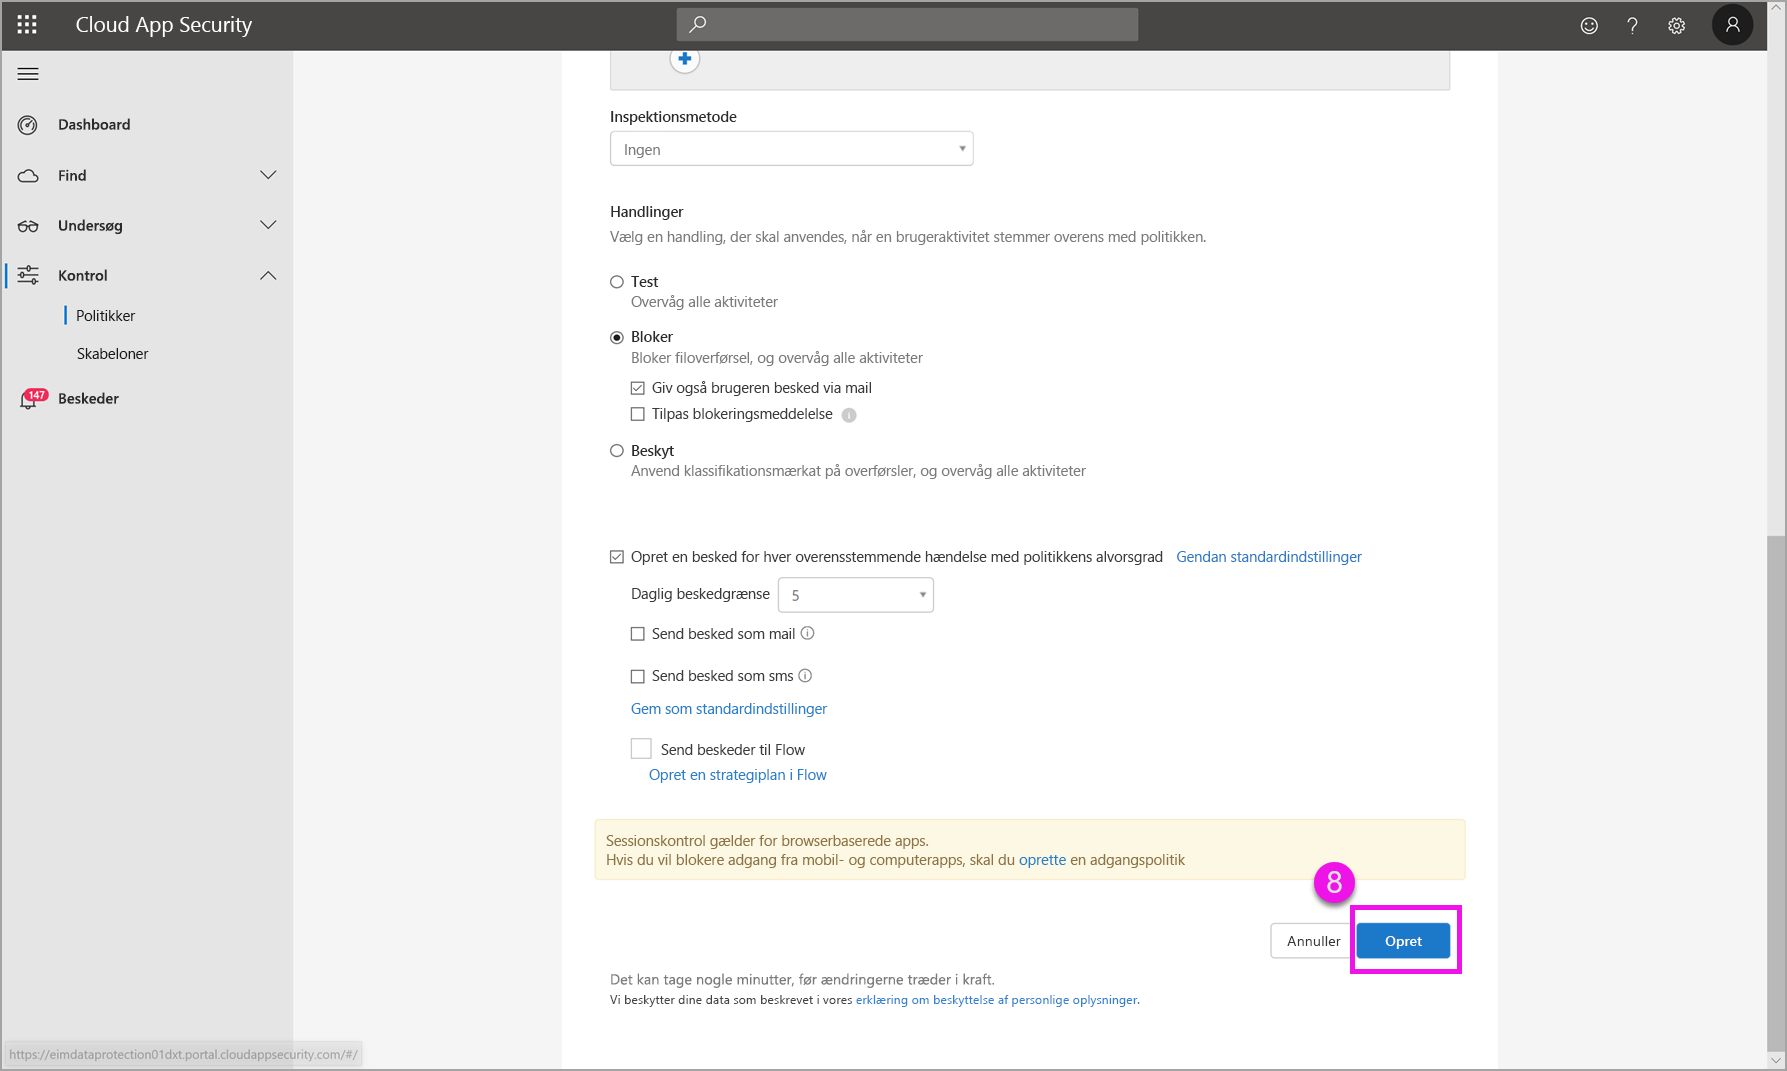 Cloud App Security
Dashboard
Find
Undersøg
Kontrol
Politikker
Skabeloner
147
Beskeder
Inspektionsmetode
Ingen
Handlinger
Vælg en handling, der skal anvendes, når en brugeraktivitet stemmer overens med politikken.
Test
Overvåg alle aktiviteter
Bloker
Bloker filoverførsel, og overvåg alle aktiviteter
Giv også brugeren besked via mail
Tilpas blokeringsmeddelelse
Beskyt
Anvend klassifikationsmærkat på overførsler, og overvåg alle aktiviteter
Opret en besked for hver overensstemmende hændelse med politikkens alvorsgrad Gendan standardindstillinger
Daglig beskedgrænse 5
Send besked som mail
Send besked som sms
Gem som standardindstillinger
Send beskeder til Flow
Opret en strategiplan i Flow
Sessionskontrol gælder for browserbaserede apps.
Hvis du vil blokere adgang fra mobil- og computerapps, skal du oprette en adgangspolitik
8
Annuller Opret
Det kan tage nogle minutter, før ændringerne træder i kraft.
Vi beskytter dine data som beskrevet i vores erklæring om beskyttelse af personlige oplysninger.
https://eimdataprotection01dxt.portal.cloudappsecurity.com/#/